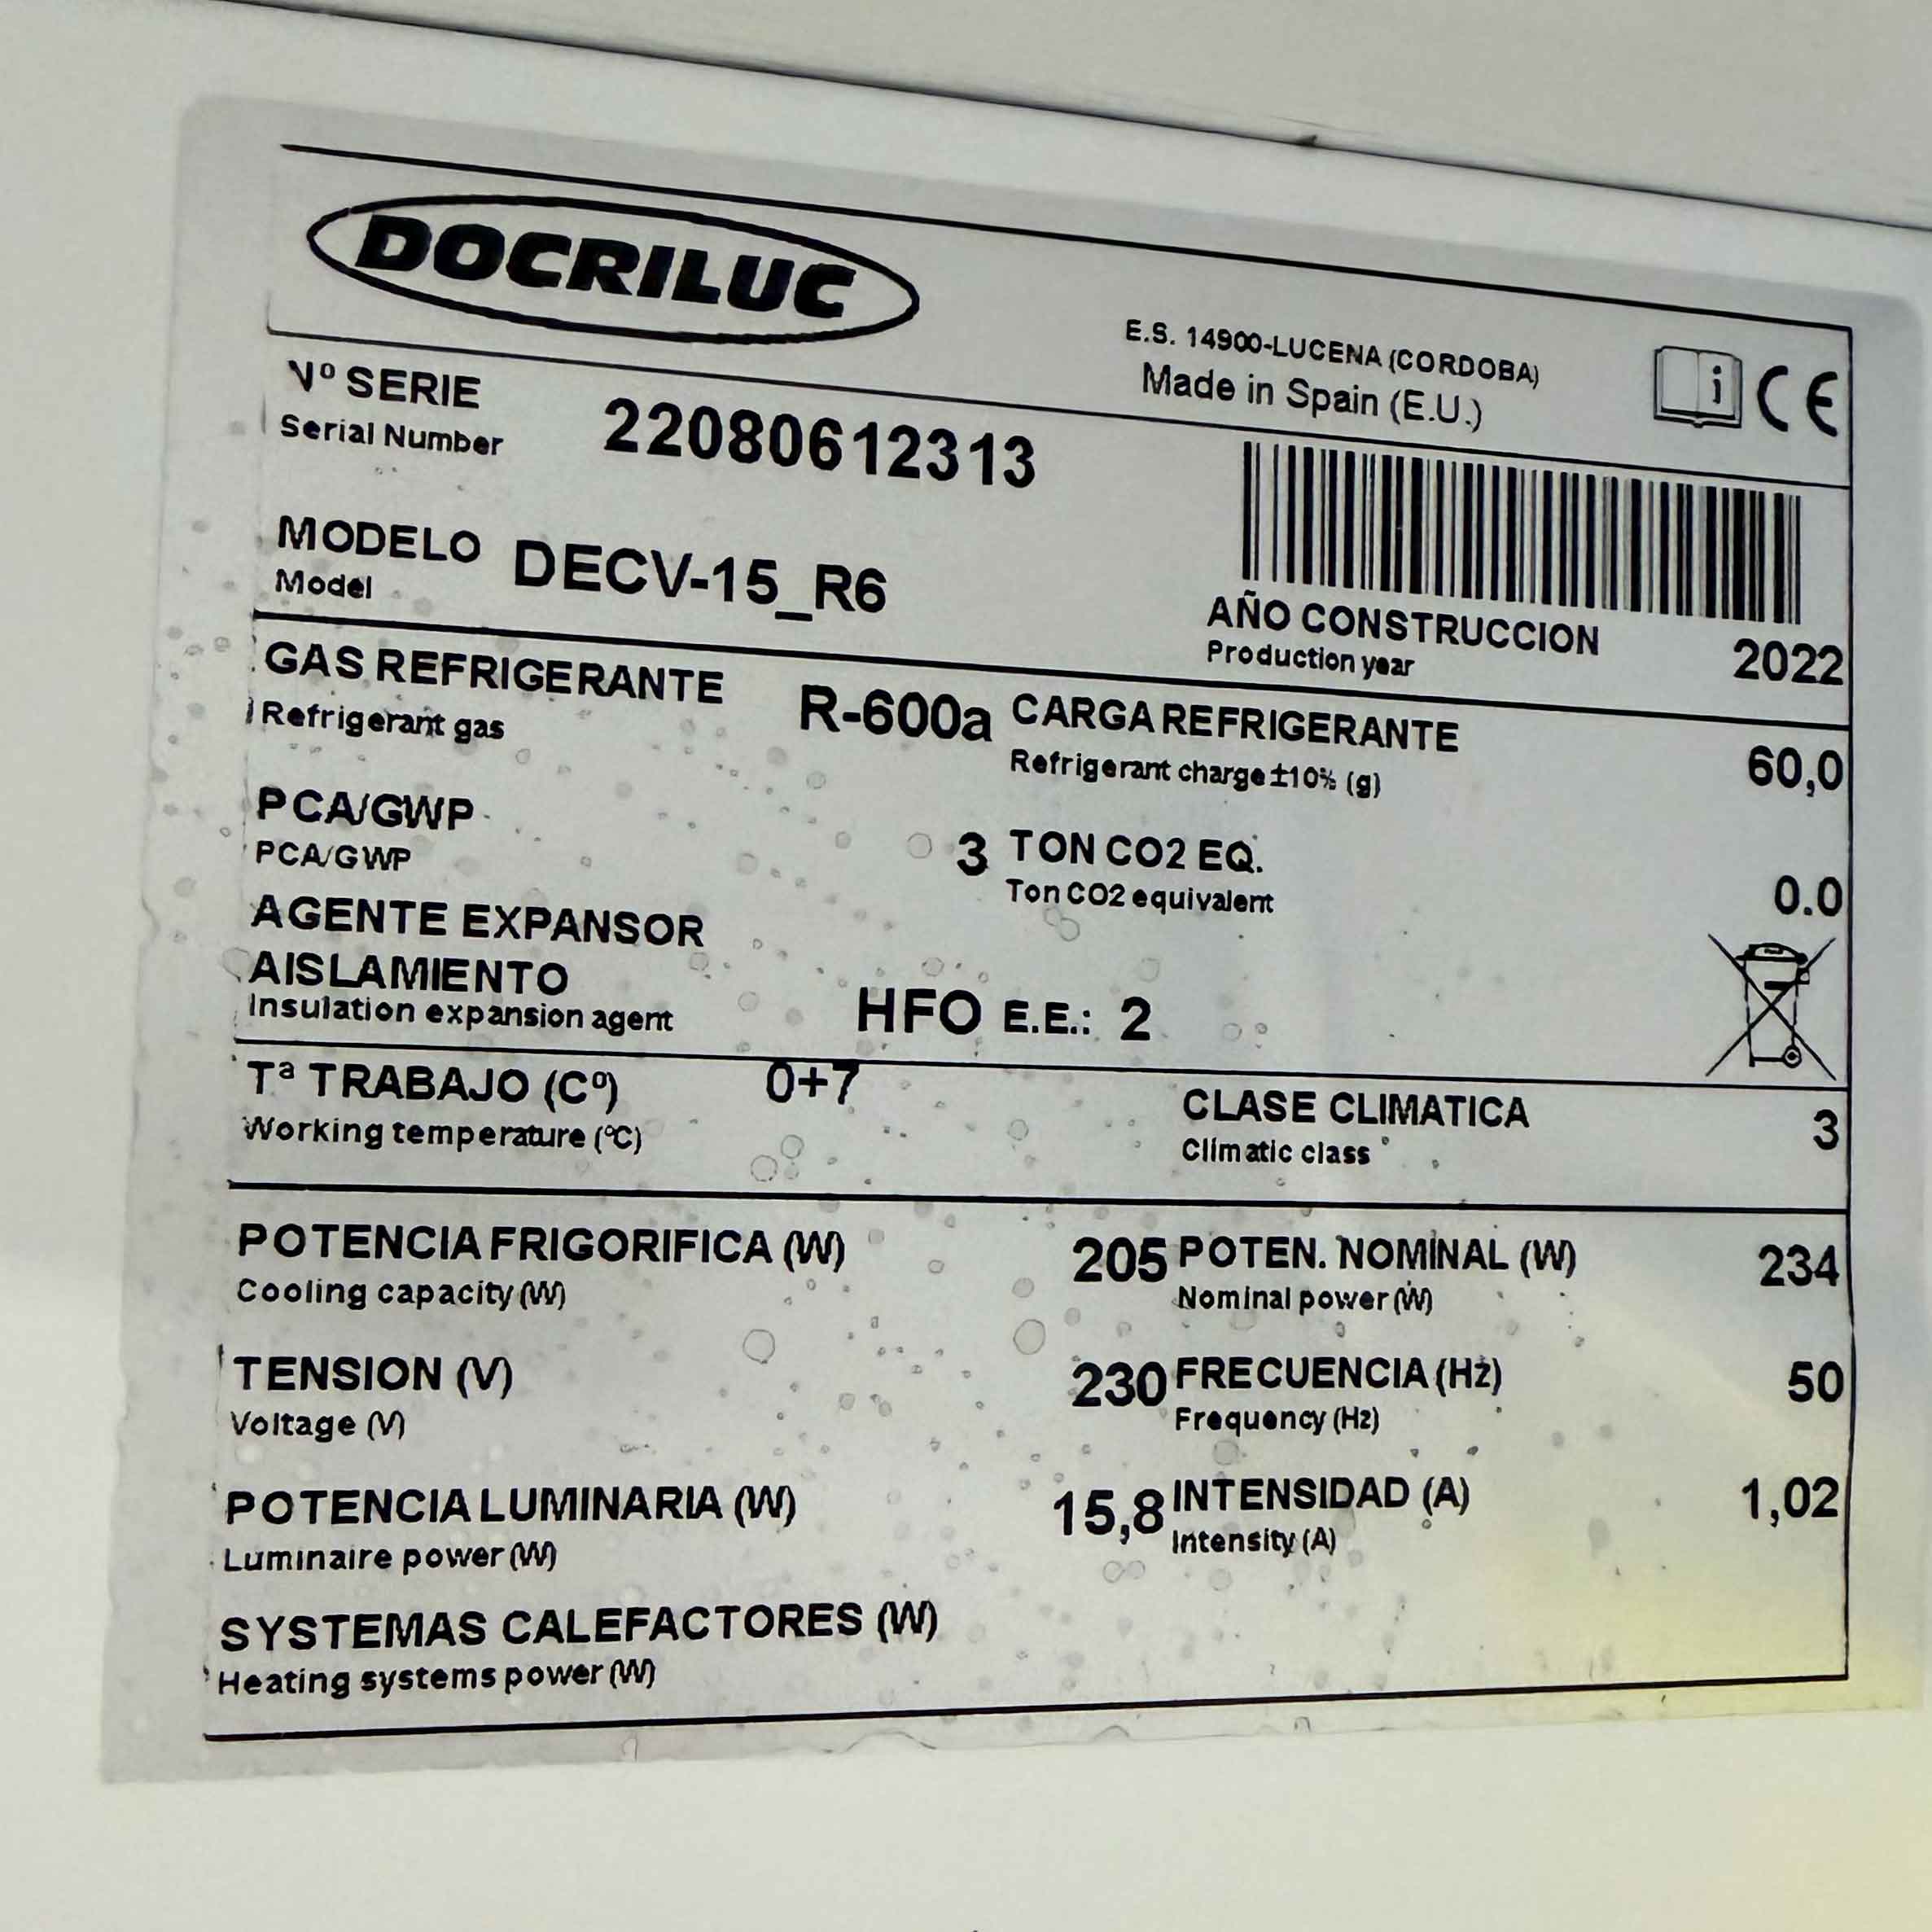 DOCRILUC
E.S. 14900-LUCENA (CORDOBA)
Made in Spain (E.U.)
i CE
Nº SERIE 22080612313
Serial Number
MODELO DECV-15_R6
Model
AÑO CONSTRUCCION 2022
Production year
GAS REFRIGERANTE R-600a CARGA REFRIGERANTE 60,0
Refrigerant gas Refrigerant charge ±10% (g)
PCA/GWP 3 TON CO2 EQ. 0.0
PCA/GWP Ton CO2 equivalent
AGENTE EXPANSOR
AISLAMIENTO HFO E.E.: 2
Insulation expansion agent
Tª TRABAJO (Cº) 0+7 CLASE CLIMATICA 3
Working temperature (ºC) Climatic class
POTENCIA FRIGORIFICA (W) 205 POTEN. NOMINAL (W) 234
Cooling capacity (W) Nominal power (W)
TENSION (V) 230 FRECUENCIA (Hz) 50
Voltage (V) Frequency (Hz)
POTENCIA LUMINARIA (W) 15,8 INTENSIDAD (A) 1,02
Luminaire power (W) Intensity (A)
SYSTEMAS CALEFACTORES (W)
Heating systems power (W)